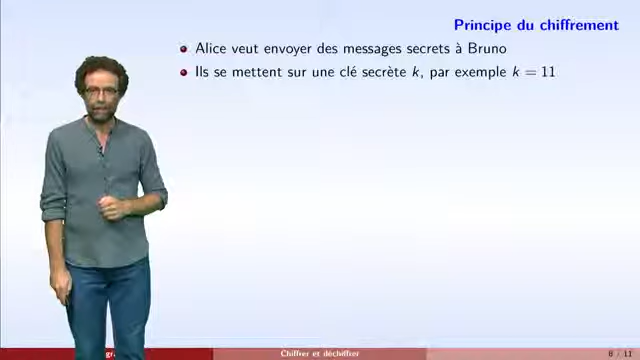 Principe du chiffrement
Alice veut envoyer des messages secrets à Bruno
Ils se mettent sur une clé secrète k, par exemple k = 11
Chiffrer et déchiffrer
8 / 11